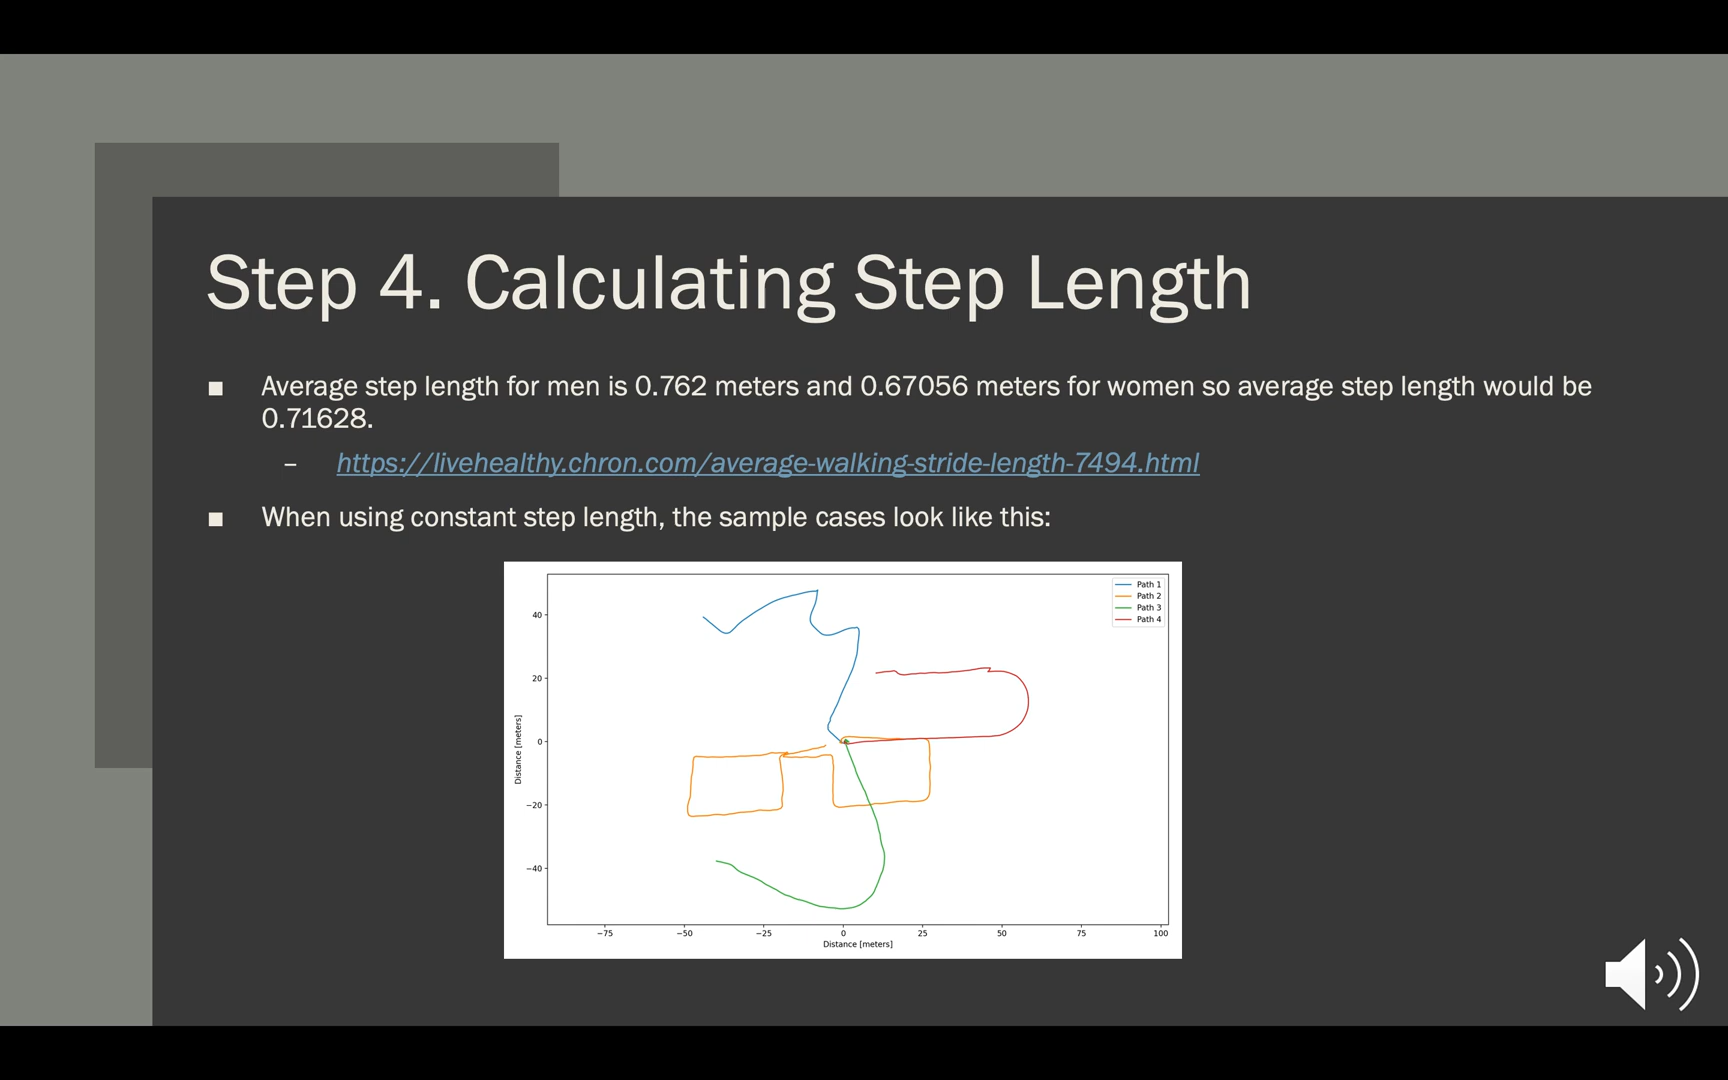 Step 4. Calculating Step Length
■ Average step length for men is 0.762 meters and 0.67056 meters for women so average step length would be
0.71628.
– https://livehealthy.chron.com/average-walking-stride-length-7494.html
■ When using constant step length, the sample cases look like this:
Path 1
Path 2
Path 3
Path 4
40
20
0
−20
−40
Distance [meters]
−75 −50 −25 0 25 50 75 100
Distance [meters]